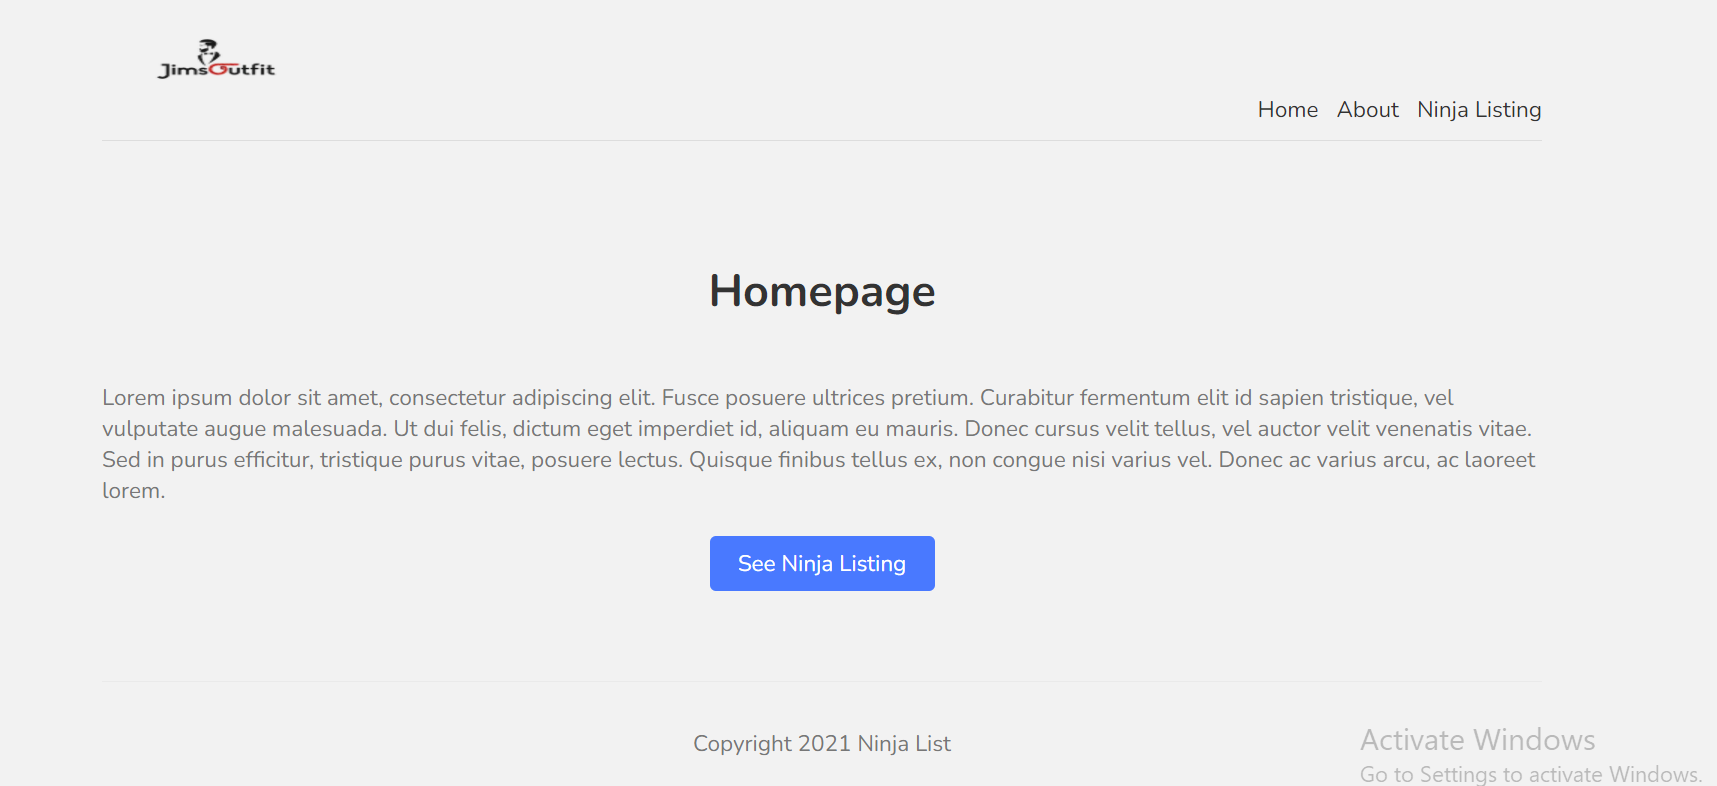 JimsOutfit
Home About Ninja Listing
Homepage
Lorem ipsum dolor sit amet, consectetur adipiscing elit. Fusce posuere ultrices pretium. Curabitur fermentum elit id sapien tristique, vel
vulputate augue malesuada. Ut dui felis, dictum eget imperdiet id, aliquam eu mauris. Donec cursus velit tellus, vel auctor velit venenatis vitae.
Sed in purus efficitur, tristique purus vitae, posuere lectus. Quisque finibus tellus ex, non congue nisi varius vel. Donec ac varius arcu, ac laoreet
lorem.
See Ninja Listing
Copyright 2021 Ninja List
Activate Windows
Go to Settings to activate Windows.